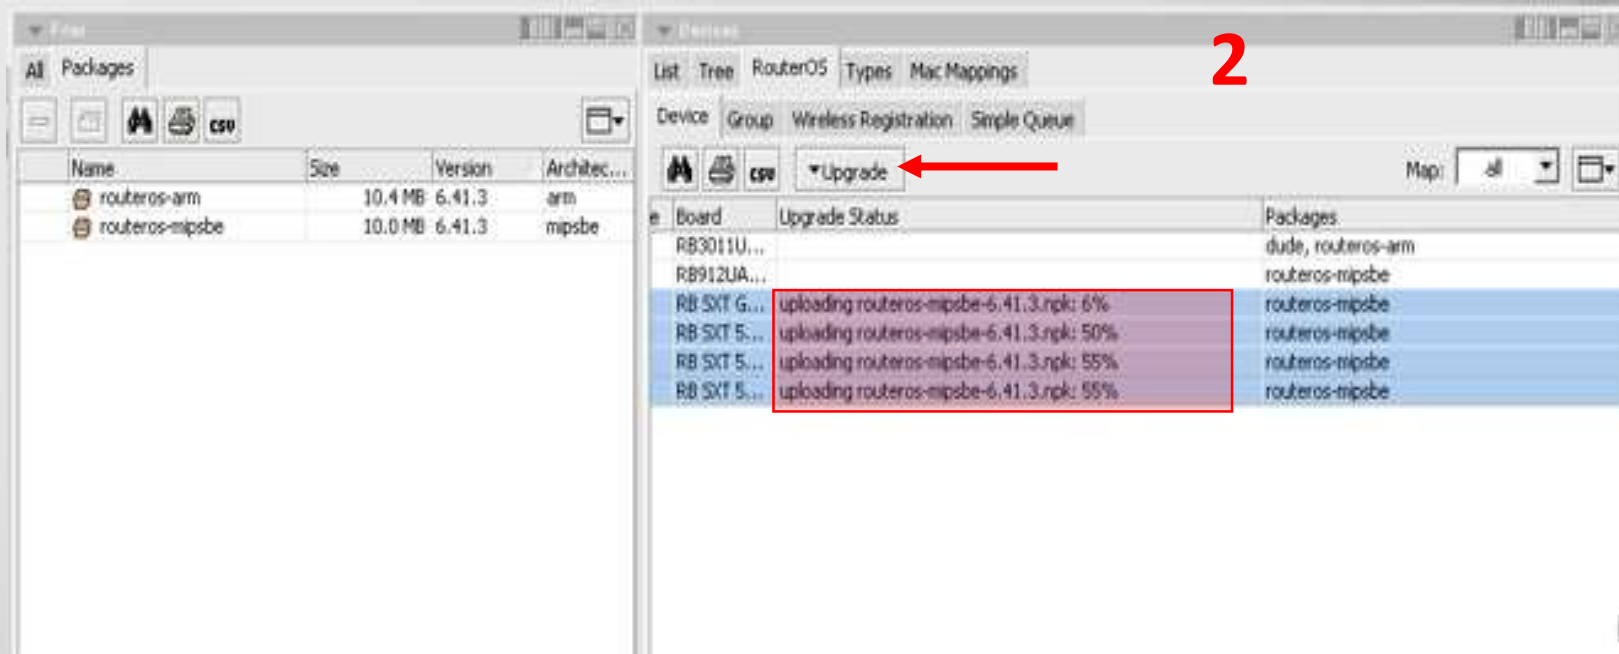 Files
All Packages
CSV
Name Size Version Architec...
routeros-arm 10.4 MB 6.41.3 arm
routeros-mipsbe 10.0 MB 6.41.3 mipsbe
Devices
2
List Tree RouterOS Types Mac Mappings
Device Group Wireless Registration Simple Queue
CSV Upgrade Map: all
e Board Upgrade Status Packages
RB3011U... dude, routeros-arm
RB912UA... routeros-mipsbe
RB SXT G... uploading routeros-mipsbe-6.41.3.npk: 6% routeros-mipsbe
RB SXT 5... uploading routeros-mipsbe-6.41.3.npk: 50% routeros-mipsbe
RB SXT 5... uploading routeros-mipsbe-6.41.3.npk: 55% routeros-mipsbe
RB SXT 5... uploading routeros-mipsbe-6.41.3.npk: 55% routeros-mipsbe